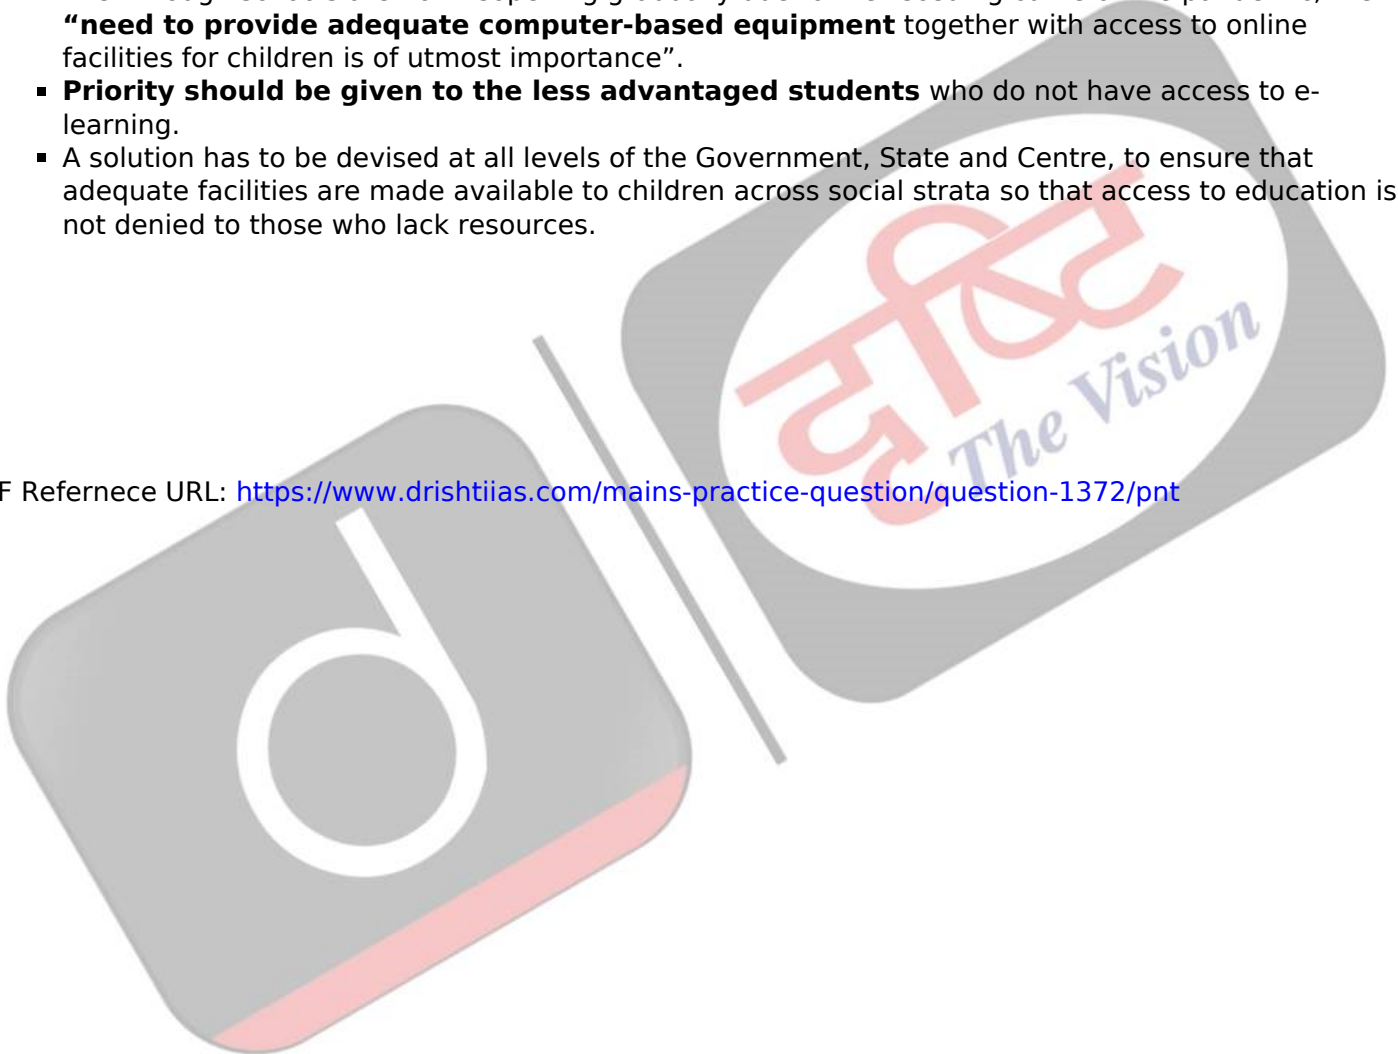 “need to provide adequate computer-based equipment together with access to online
facilities for children is of utmost importance”.
▪ Priority should be given to the less advantaged students who do not have access to e-
learning.
▪ A solution has to be devised at all levels of the Government, State and Centre, to ensure that
adequate facilities are made available to children across social strata so that access to education is
not denied to those who lack resources.
दृष्टि
The Vision
F Refernece URL: https://www.drishtiias.com/mains-practice-question/question-1372/pnt
d